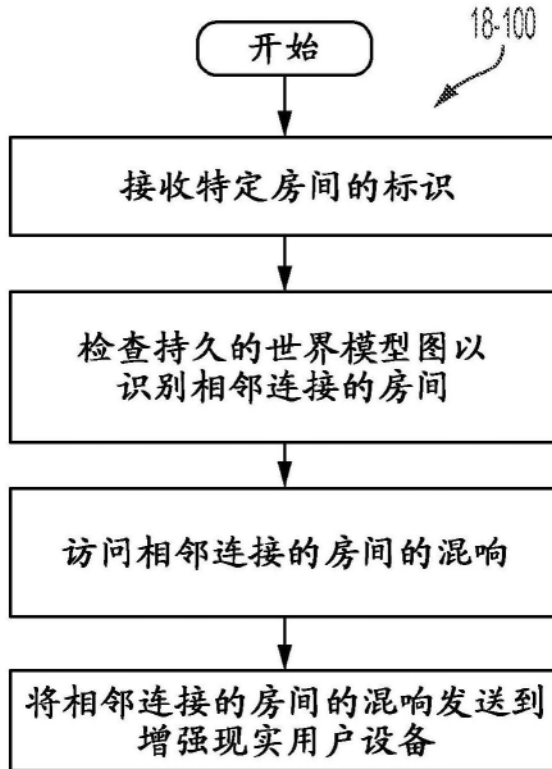 18-100
开始
接收特定房间的标识
检查持久的世界模型图以
识别相邻连接的房间
访问相邻连接的房间的混响
将相邻连接的房间的混响发送到
增强现实用户设备